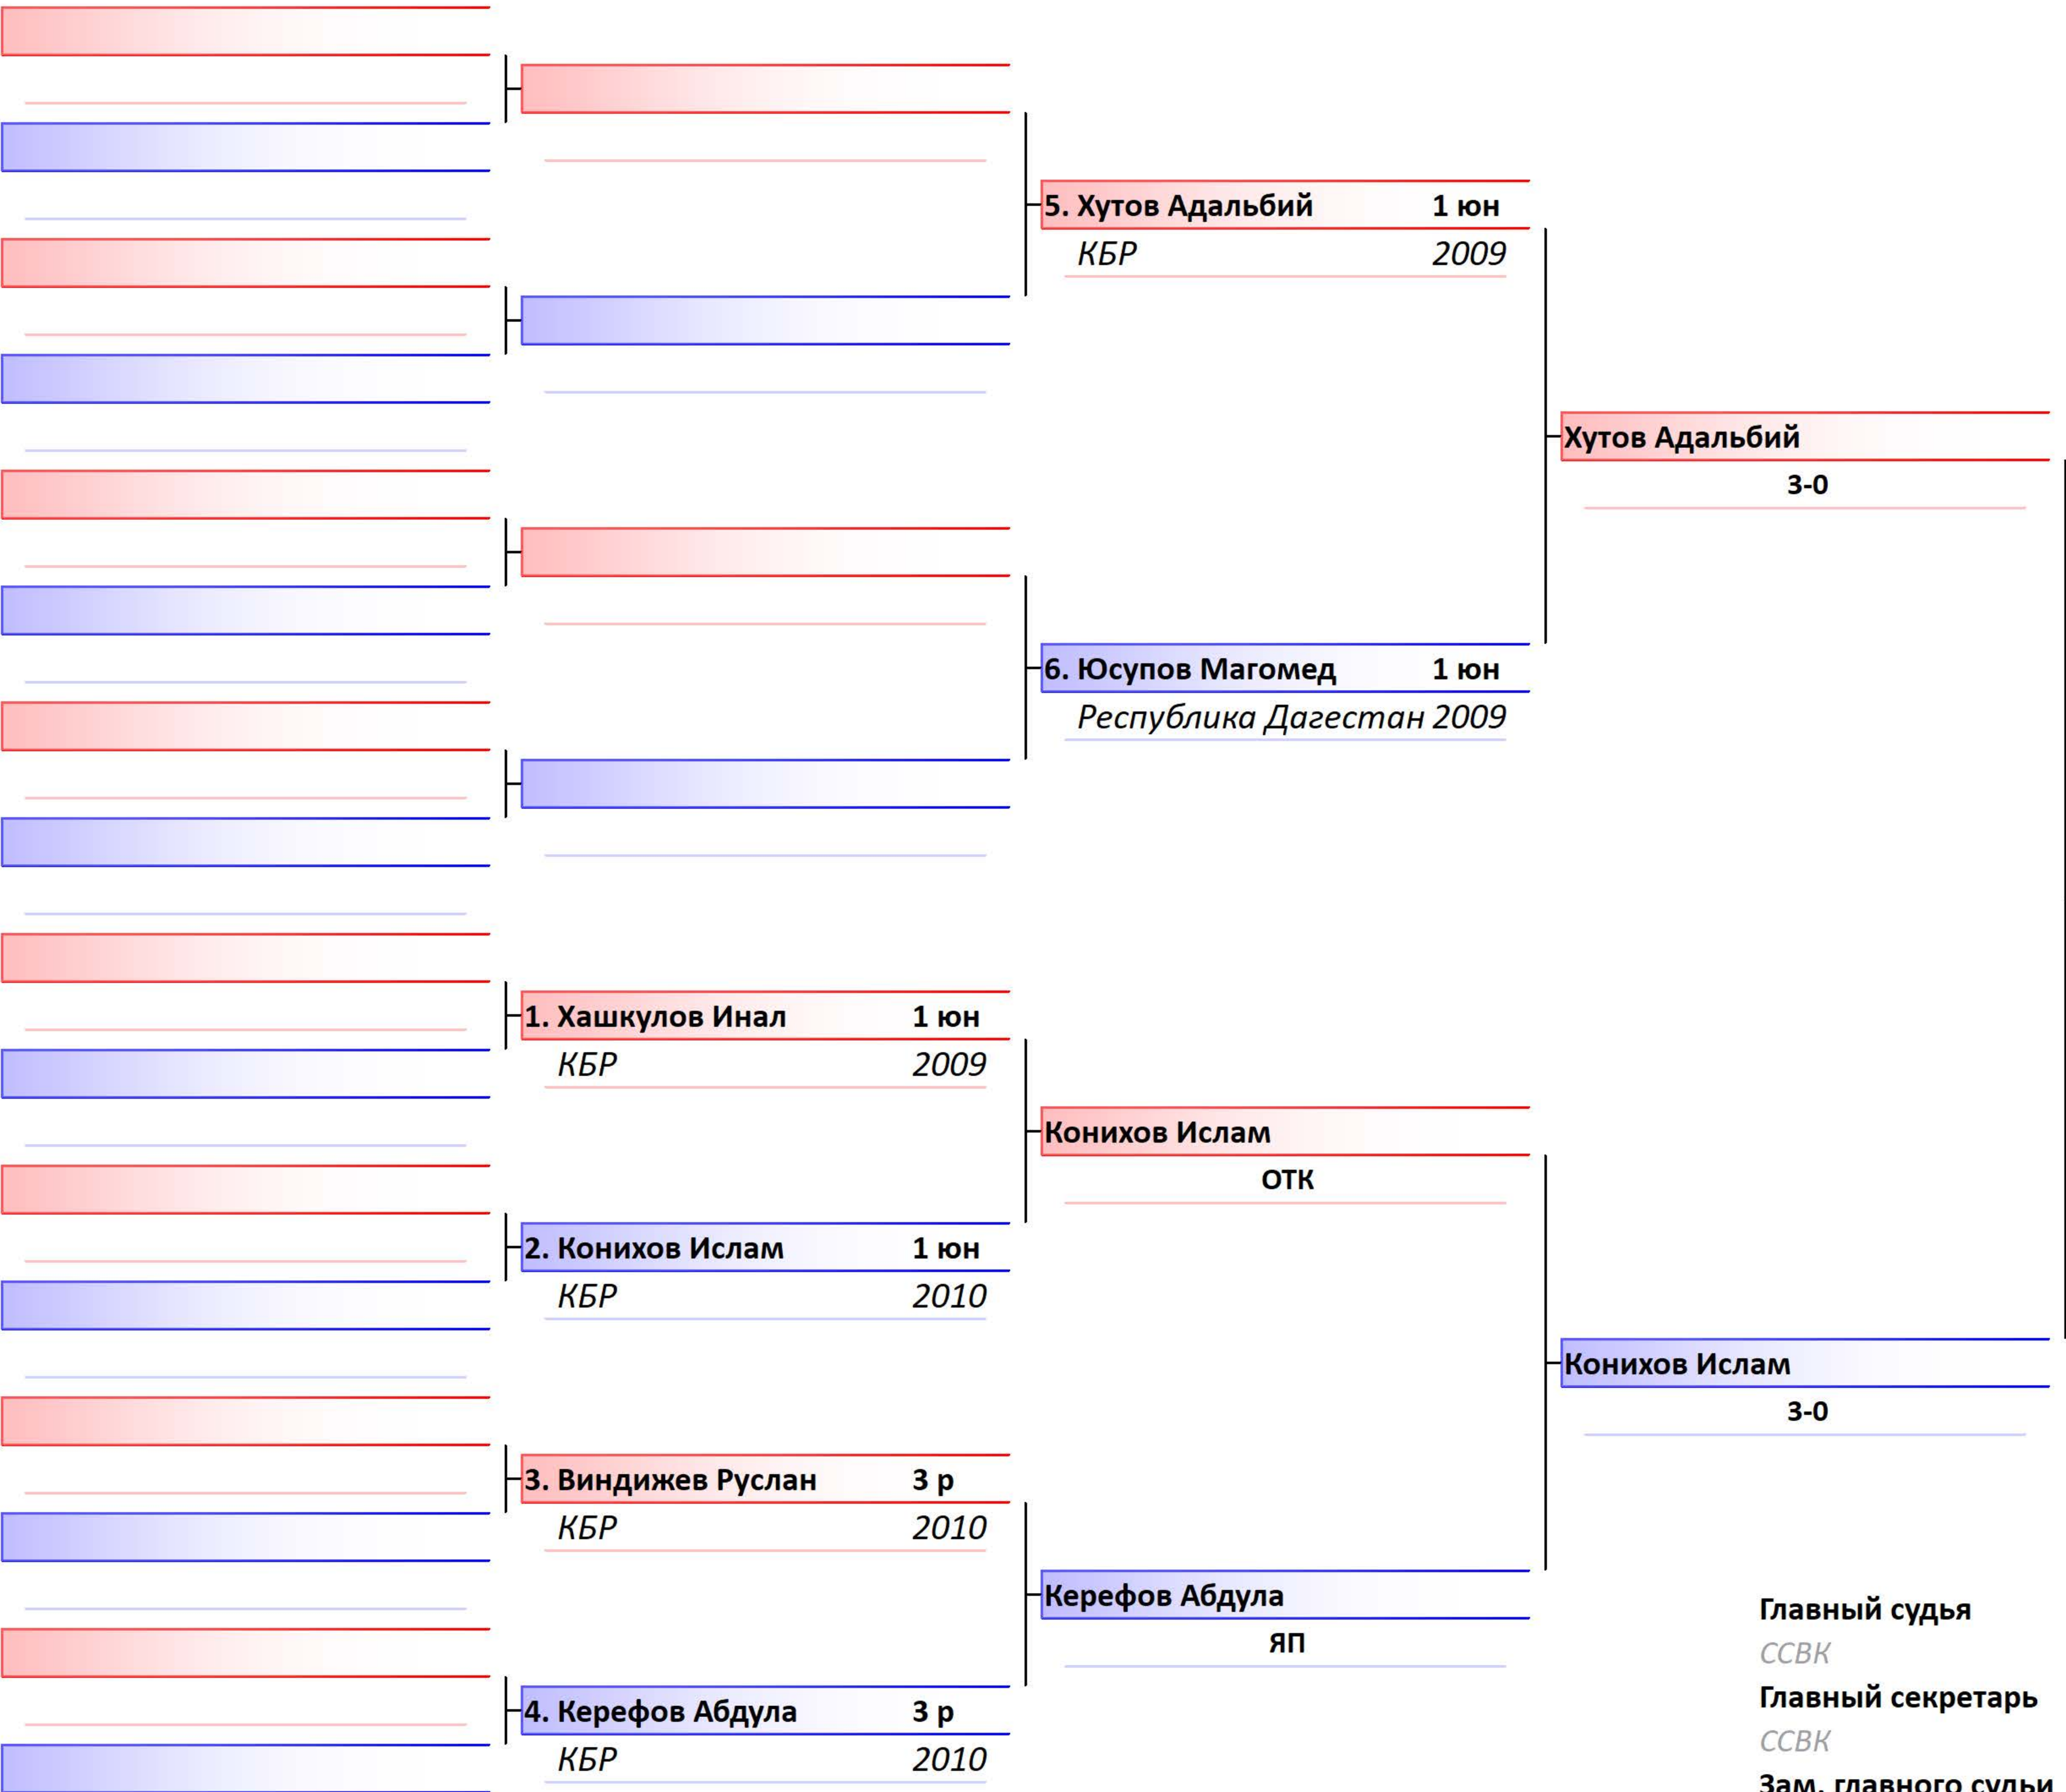 5. Хутов Адальбий 1 юн
КБР 2009
Хутов Адальбий
3-0
6. Юсупов Магомед 1 юн
Республика Дагестан 2009
1. Хашкулов Инал 1 юн
КБР 2009
Конихов Ислам
ОТК
2. Конихов Ислам 1 юн
КБР 2010
Конихов Ислам
3-0
3. Виндижев Руслан 3 р
КБР 2010
Керефов Абдула
ЯП
4. Керефов Абдула 3 р
КБР 2010
Главный судья
ССВК
Главный секретарь
ССВК
Зам. главного судьи